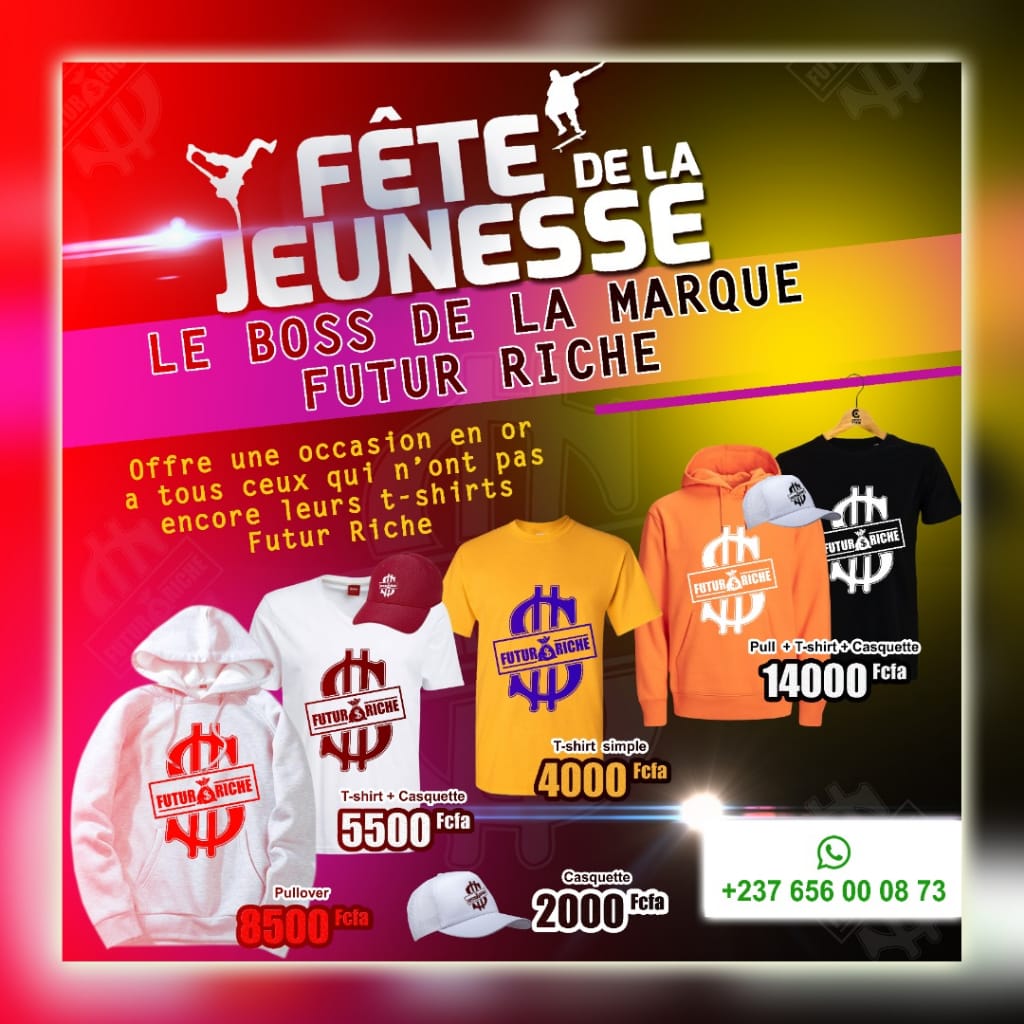 FÊTE DE LA
JEUNESSE
LE BOSS DE LA MARQUE
FUTUR RICHE
Offre une occasion en or
a tous ceux qui n'ont pas
encore leurs t-shirts
Futur Riche
FUTUR RICHE
Pull + T-shirt + Casquette
14000 Fcfa
FUTUR RICHE
FUTUR RICHE
T-shirt simple
4000 Fcfa
FUTUR RICHE
T-shirt + Casquette
5500 Fcfa
FUTUR RICHE
Pullover
8500 Fcfa
Casquette
2000 Fcfa
+237 656 00 08 73